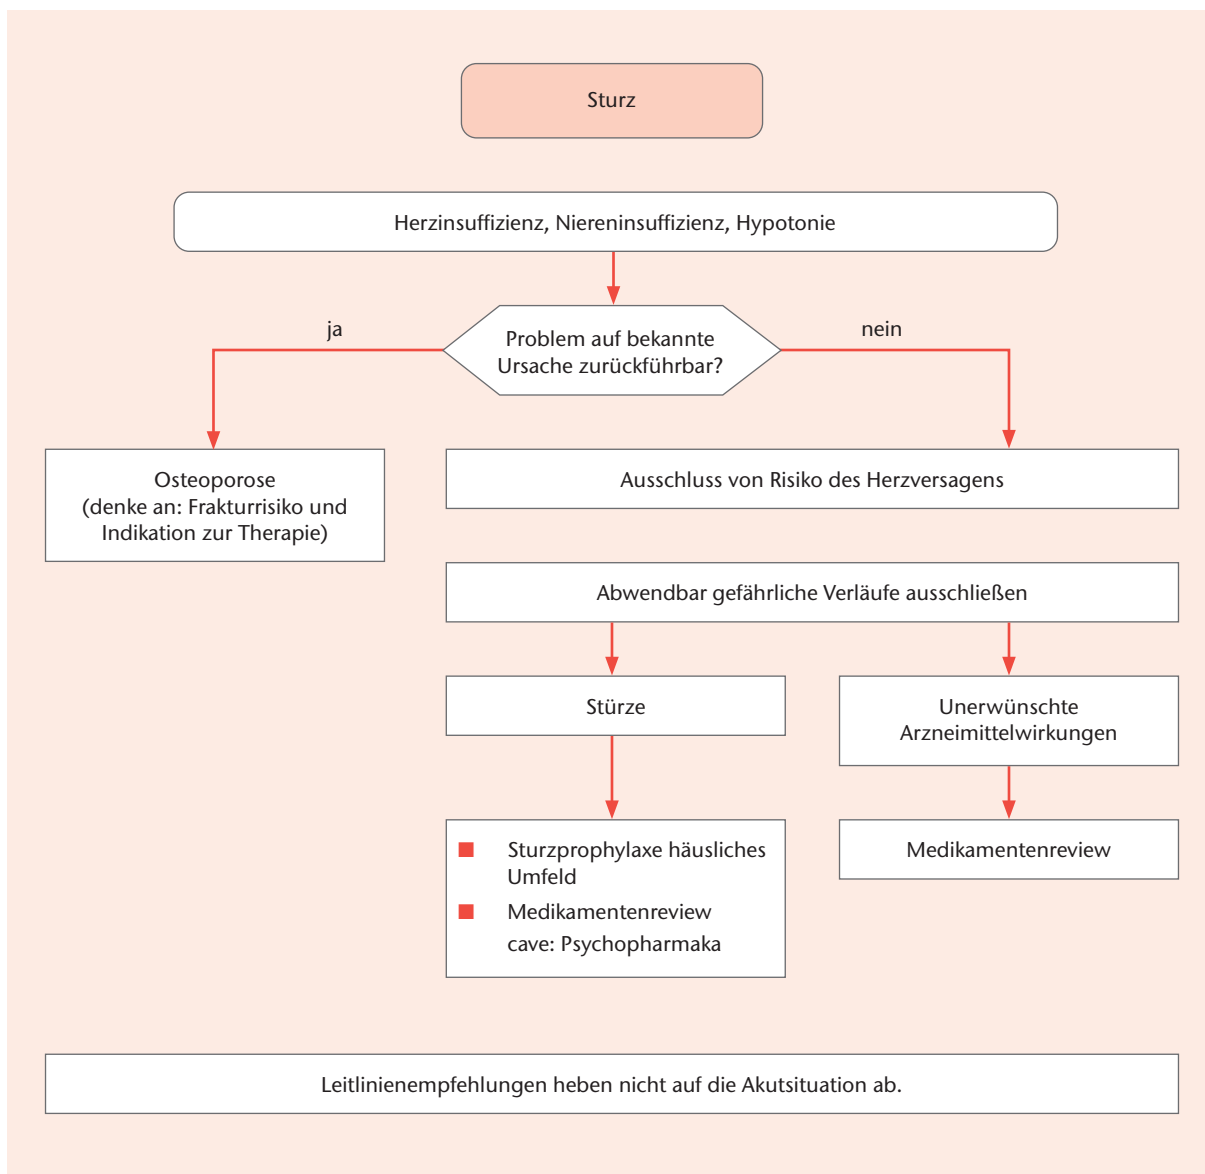 Sturz
Herzinsuffizienz, Niereninsuffizienz, Hypotonie
ja
Problem auf bekannte
Ursache zurückführbar?
nein
Osteoporose
(denke an: Frakturrisiko und
Indikation zur Therapie)
Ausschluss von Risiko des Herzversagens
Abwendbar gefährliche Verläufe ausschließen
Stürze
Unerwünschte
Arzneimittelwirkungen
Sturzprophylaxe häusliches
Umfeld
Medikamentenreview
cave: Psychopharmaka
Medikamentenreview
Leitlinienempfehlungen heben nicht auf die Akutsituation ab.